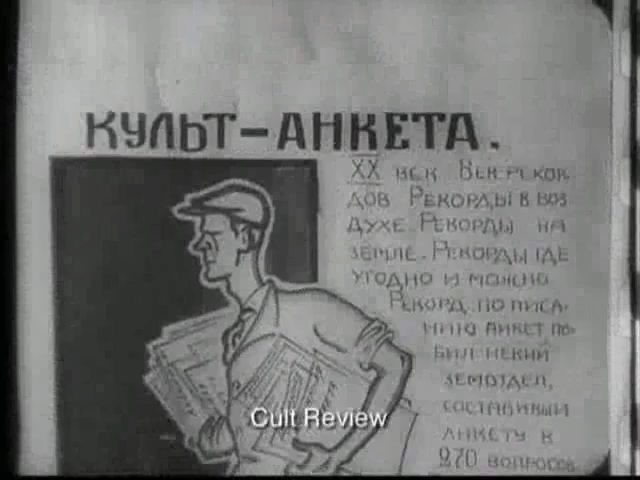 КУЛЬТ-АНКЕТА.
XX ВЕК. ВЕК РЕКОР-
ДОВ. РЕКОРДЫ В ВОЗ
ДУХЕ. РЕКОРДЫ НА
ЗЕМЛЕ. РЕКОРДЫ ГДЕ
УГОДНО И МОЖНО
РЕКОРД ПО ПИСА-
НИЮ АНКЕТ ПО-
БИЛ НЕКИЙ
ЗЕМОТДЕЛ,
СОСТАВИВШИЙ
АНКЕТУ В
270 ВОПРОСОВ
Cult Review